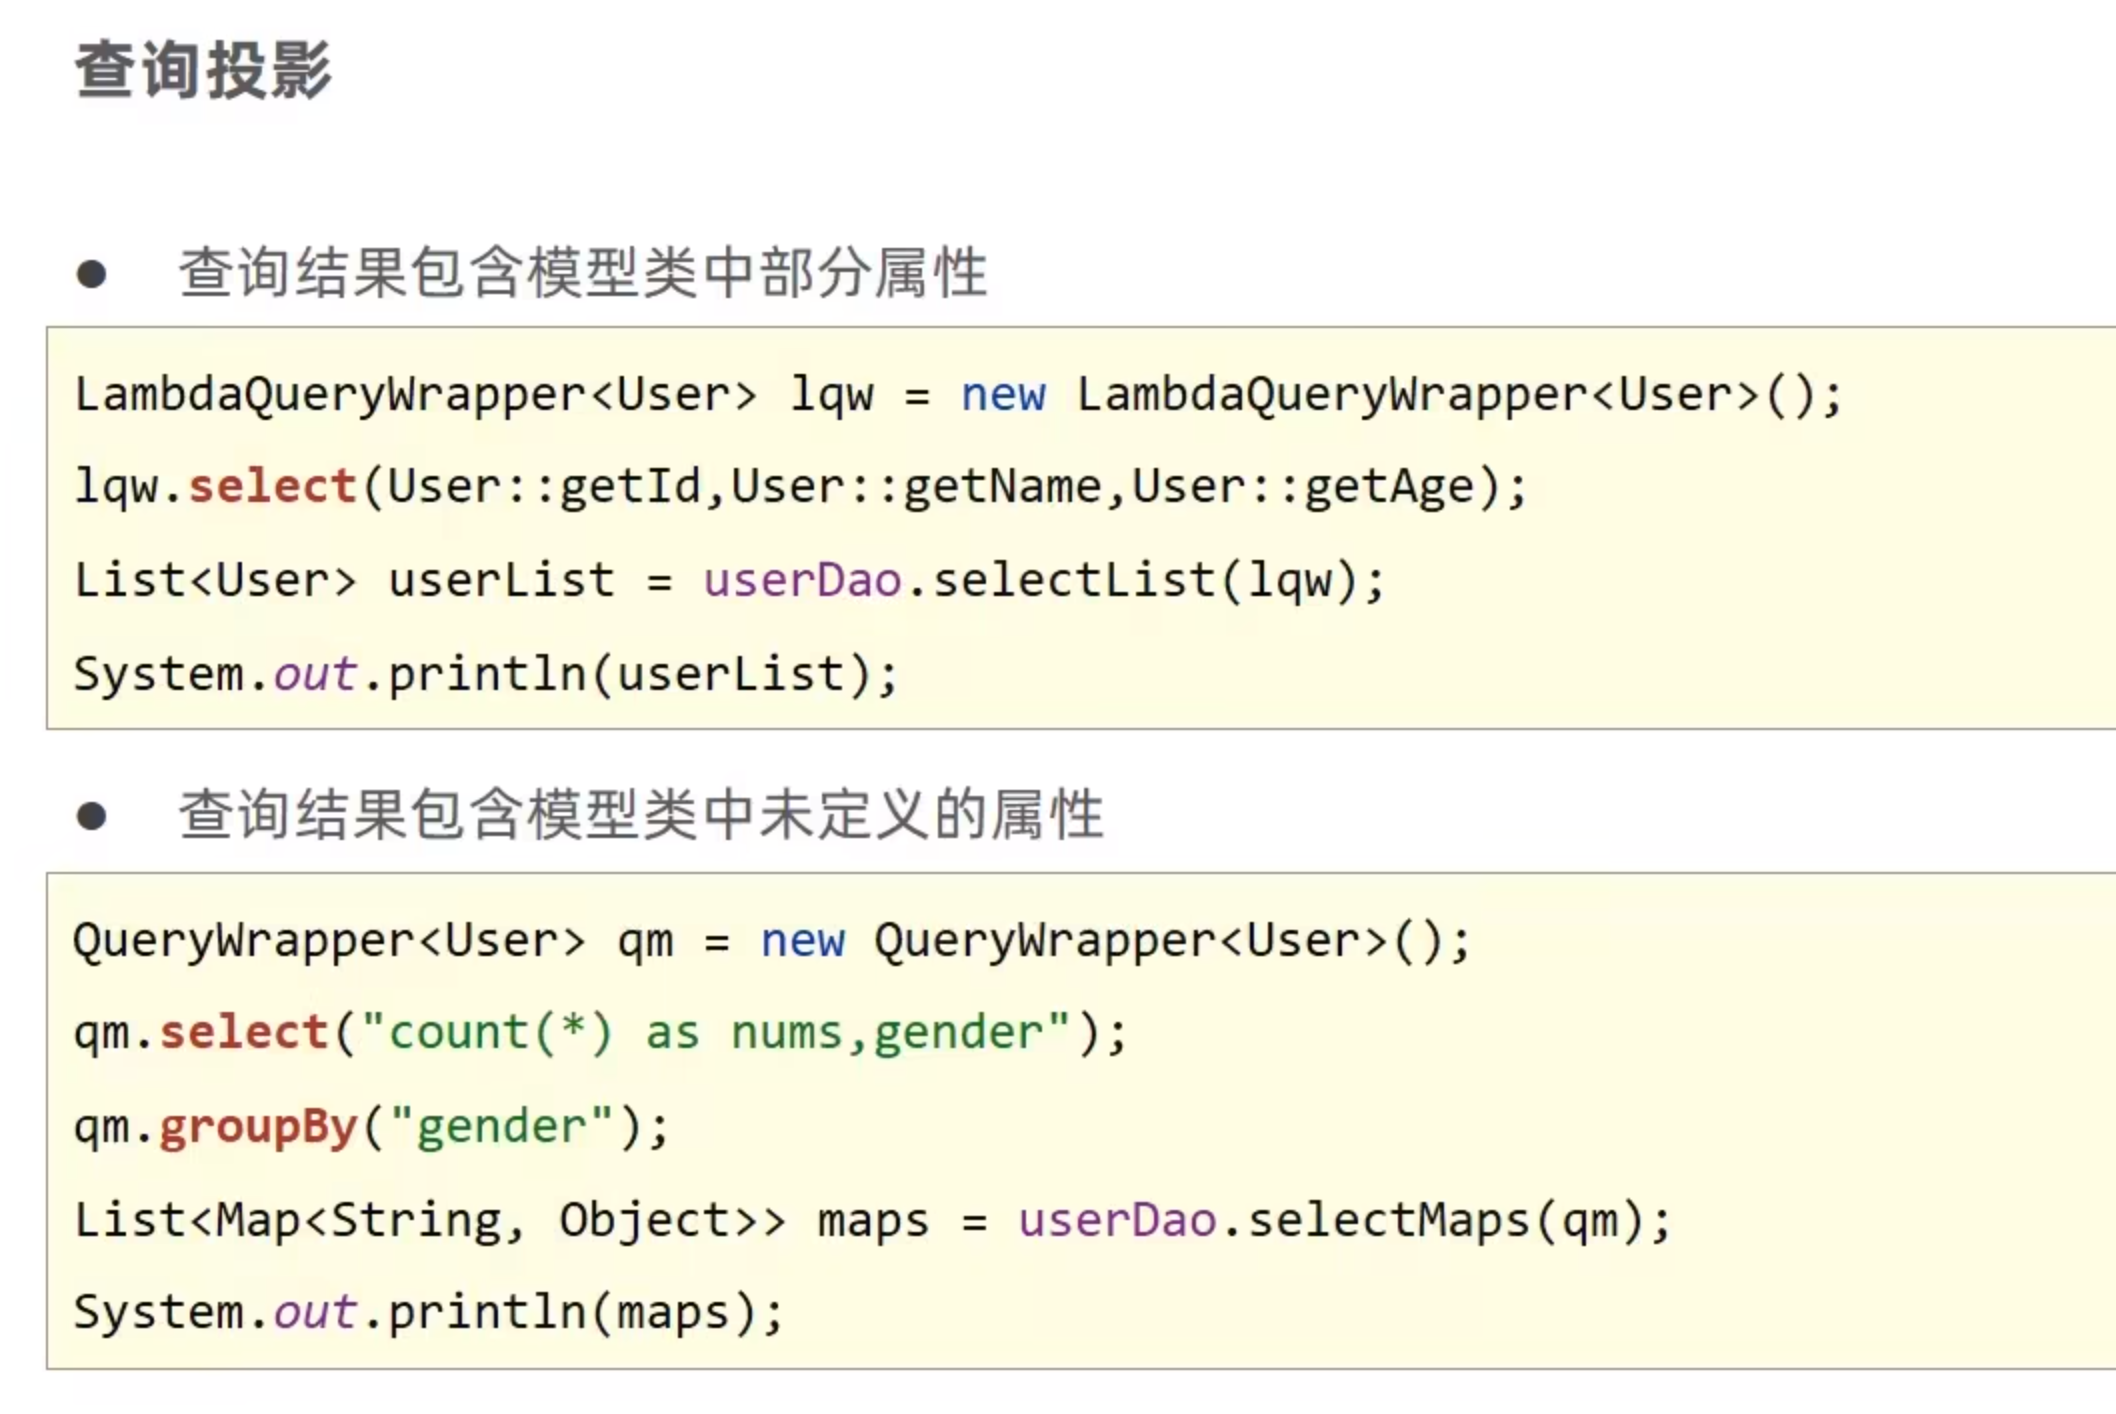 查询投影
● 查询结果包含模型类中部分属性
LambdaQueryWrapper<User> lqw = new LambdaQueryWrapper<User>();
lqw.select(User::getId,User::getName,User::getAge);
List<User> userList = userDao.selectList(lqw);
System.out.println(userList);
● 查询结果包含模型类中未定义的属性
QueryWrapper<User> qm = new QueryWrapper<User>();
qm.select("count(*) as nums,gender");
qm.groupBy("gender");
List<Map<String, Object>> maps = userDao.selectMaps(qm);
System.out.println(maps);